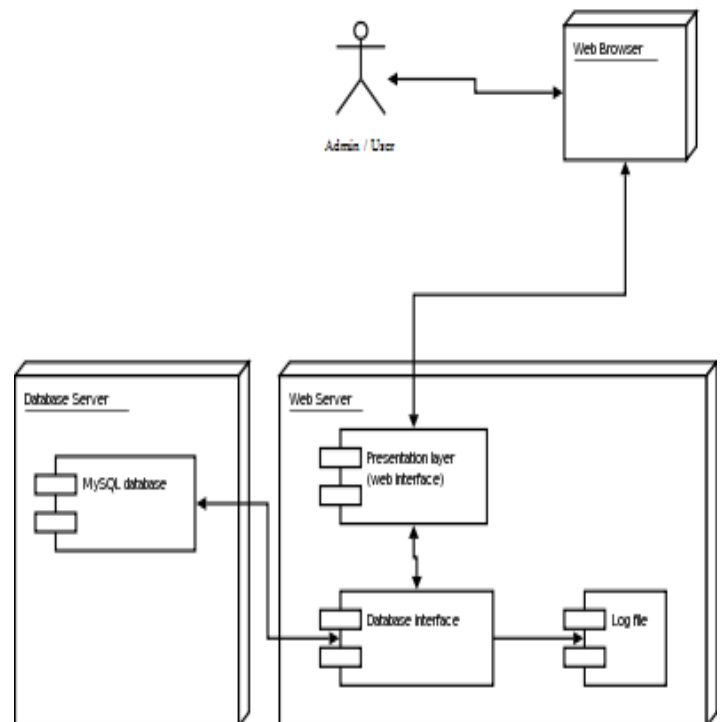 Web Browser
Admin / User
Database Server
Web Server
MySQL database
Presentation layer
(web interface)
Database interface
Log file